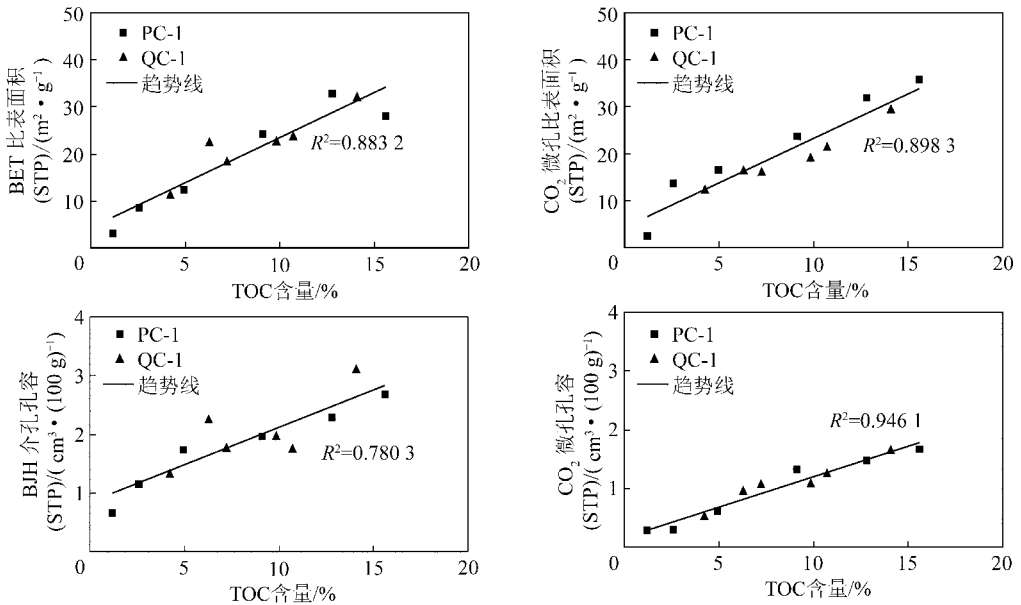 50
40
30
20
10
0
5
10
15
20
PC-1
QC-1
趋势线
R²=0.883 2
BET 比表面积
(STP)/(m²·g⁻¹)
TOC含量/%
50
40
30
20
10
0
5
10
15
20
PC-1
QC-1
趋势线
R²=0.898 3
CO₂ 微孔比表面积
(STP)/(m²·g⁻¹)
TOC含量/%
4
3
2
1
0
5
10
15
20
PC-1
QC-1
趋势线
R²=0.780 3
BJH 介孔孔容
(STP)/(cm³·(100 g)⁻¹)
TOC含量/%
4
3
2
1
0
5
10
15
20
PC-1
QC-1
趋势线
R²=0.946 1
CO₂ 微孔孔容
(STP)/(cm³·(100 g)⁻¹)
TOC含量/%